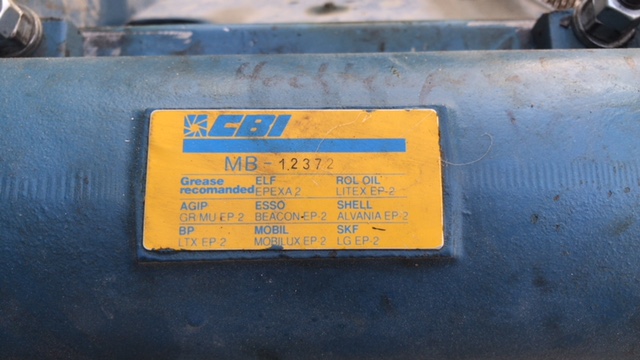 CBI
MB-12372
Grease recomanded
ELF
EPEXA 2
ROL OIL
LITEX EP-2
AGIP
GR MU EP 2
ESSO
BEACON-EP-2
SHELL
ALVANIA EP-2
BP
LTX EP-2
MOBIL
MOBILUX EP-2
SKF
LG EP-2